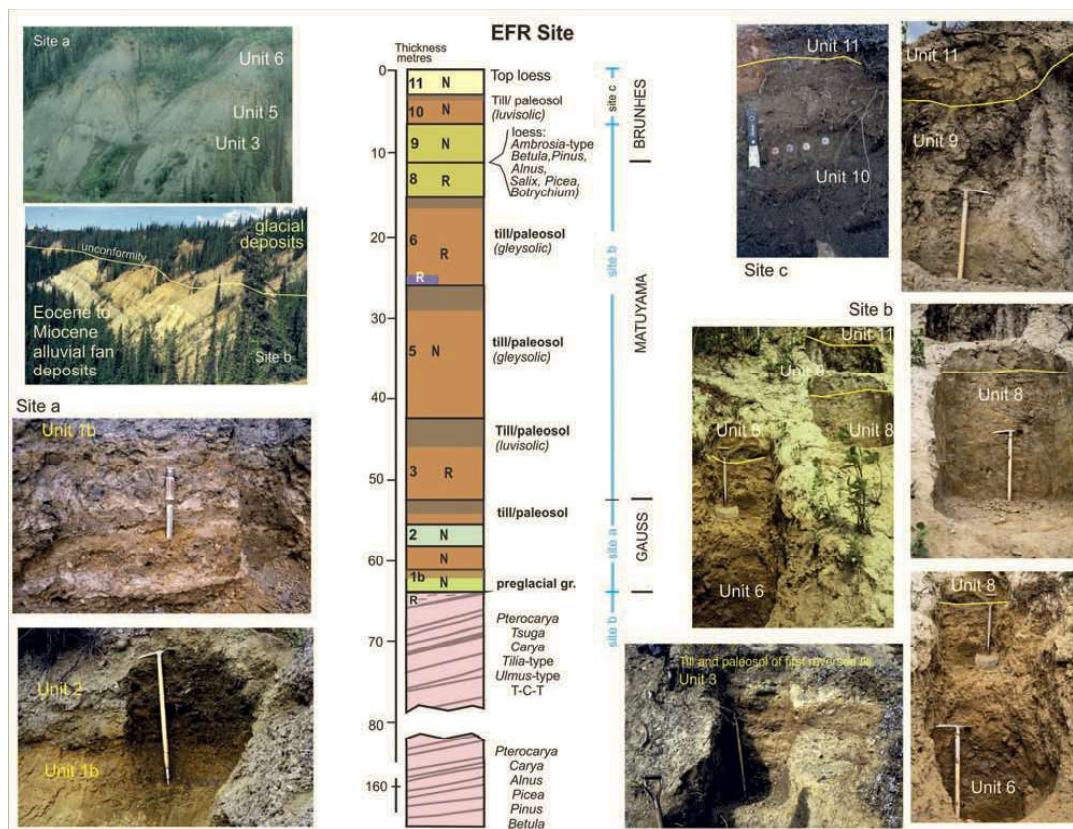 EFR Site
Site a
Unit 6
Unit 5
Unit 3
glacial
deposits
unconformity
Eocene to
Miocene
alluvial fan
deposits
Site b
Site a
Unit 1b
Unit 2
Unit 1b
Thickness
metres
0
10
20
30
40
50
60
70
80
160
11 N
Top loess
10 N
Till/ paleosol
(luvisolic)
9 N
8 R
loess:
Ambrosia-type
Betula,Pinus,
Alnus,
Salix, Picea,
Botrychium)
6 R
R
till/paleosol
(gleysolic)
5 N
till/paleosol
(gleysolic)
3 R
Till/paleosol
(luvisolic)
till/paleosol
2 N
N
1b N
preglacial gr.
R
Pterocarya
Tsuga
Carya
Tilia-type
Ulmus-type
T-C-T
Pterocarya
Carya
Alnus
Picea
Pinus
Betula
site c
site b
site a
site b
BRUNHES
MATUYAMA
GAUSS
Unit 11
Unit 10
Site c
Unit 11
Unit 9
Site b
Unit 11
Unit 8
Unit 6
Unit 8
Till and paleosol of first reversed till
Unit 3
Unit 8
Unit 6